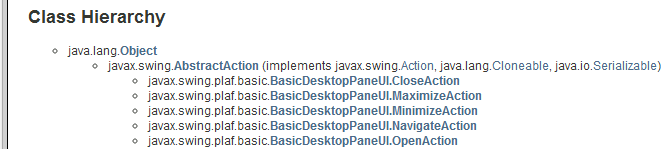 Class Hierarchy
java.lang.Object
javax.swing.AbstractAction (implements javax.swing.Action, java.lang.Cloneable, java.io.Serializable)
javax.swing.plaf.basic.BasicDesktopPaneUI.CloseAction
javax.swing.plaf.basic.BasicDesktopPaneUI.MaximizeAction
javax.swing.plaf.basic.BasicDesktopPaneUI.MinimizeAction
javax.swing.plaf.basic.BasicDesktopPaneUI.NavigateAction
javax.swing.plaf.basic.BasicDesktopPaneUI.OpenAction